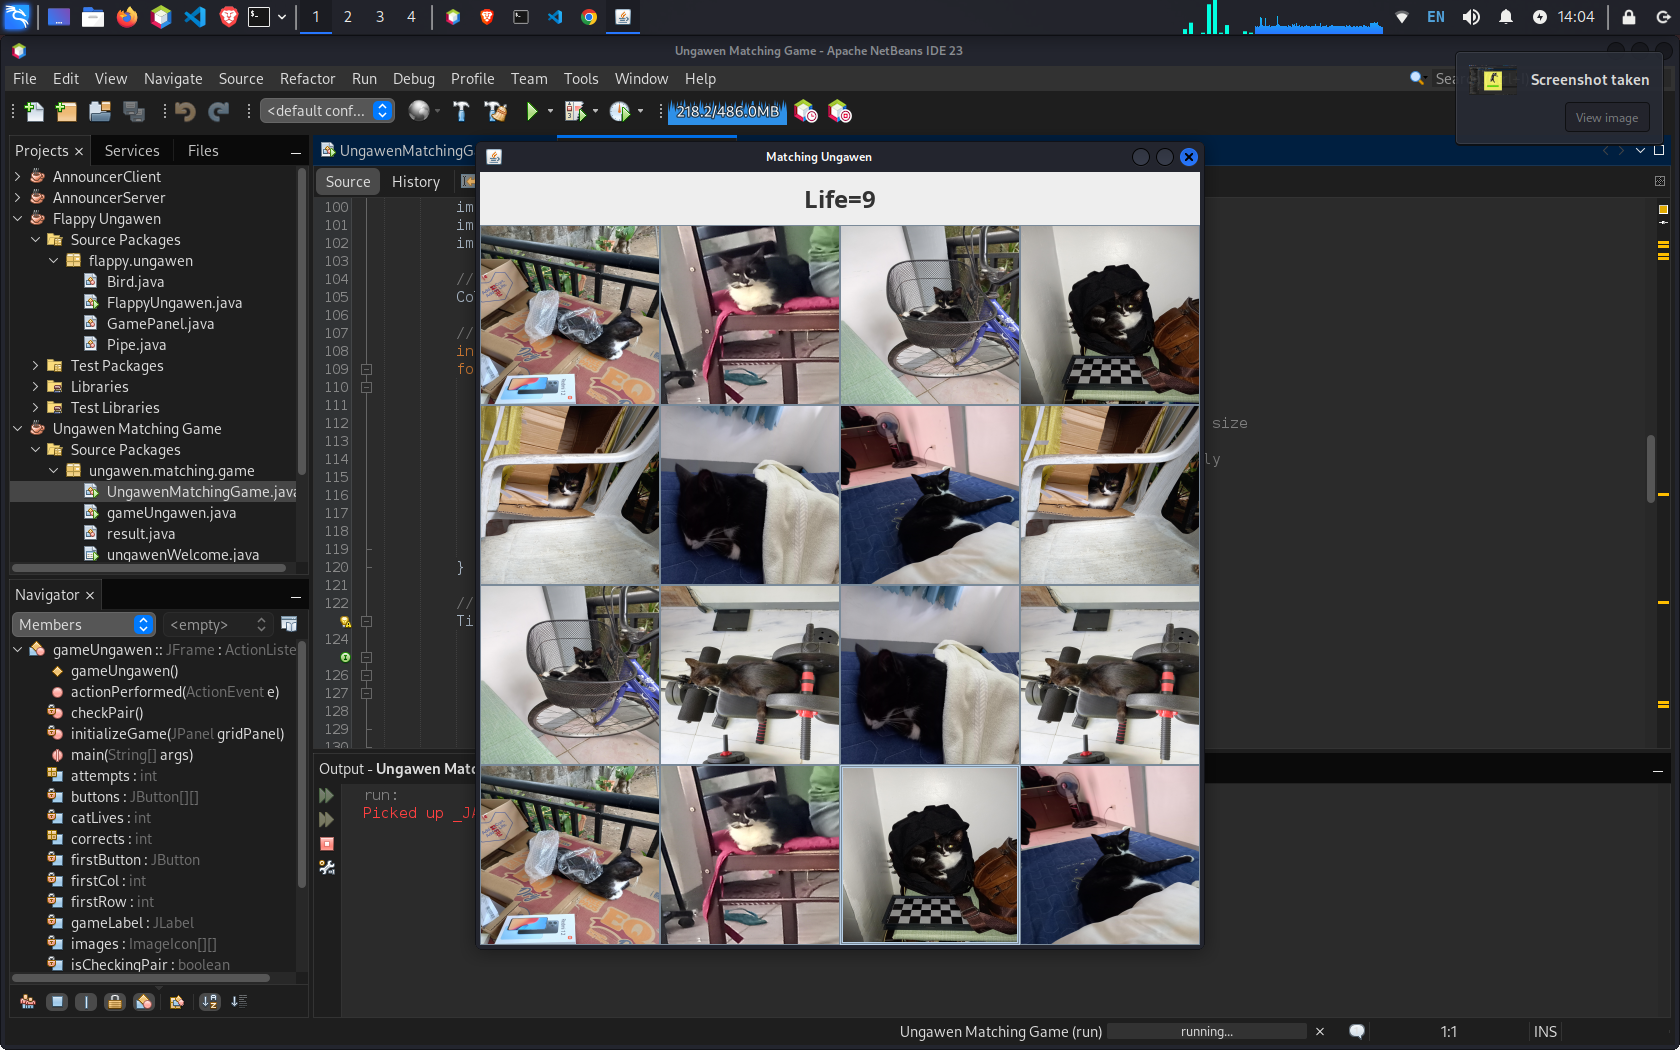 1 2 3 4
EN
14:04
Ungawen Matching Game - Apache NetBeans IDE 23
File Edit View Navigate Source Refactor Run Debug Profile Team Tools Window Help
Screenshot taken
View image
<default conf...
218.2/486.0MB
Projects Services Files
UngawenMatchingG
Matching Ungawen
Source History
Life=9
AnnouncerClient
AnnouncerServer
Flappy Ungawen
Source Packages
flappy.ungawen
Bird.java
FlappyUngawen.java
GamePanel.java
Pipe.java
Test Packages
Libraries
Test Libraries
Ungawen Matching Game
Source Packages
ungawen.matching.game
UngawenMatchingGame.java
gameUngawen.java
result.java
ungawenWelcome.java
100 im
101 im
102 im
103
104 //
105 Co
106
107 //
108 in
109 fo
110
111
112 size
113
114 ly
115
116
117
118
119
120 }
121
122 //
Ti
124
126
127
128
129
130
Navigator
Members <empty>
gameUngawen :: JFrame : ActionListe
gameUngawen()
actionPerformed(ActionEvent e)
checkPair()
initializeGame(JPanel gridPanel)
main(String[] args)
attempts : int
buttons : JButton[][]
catLives : int
corrects : int
firstButton : JButton
firstCol : int
firstRow : int
gameLabel : JLabel
images : ImageIcon[][]
isCheckingPair : boolean
Output - Ungawen Matc
run:
Picked up _JA
Ungawen Matching Game (run) running... 1:1 INS